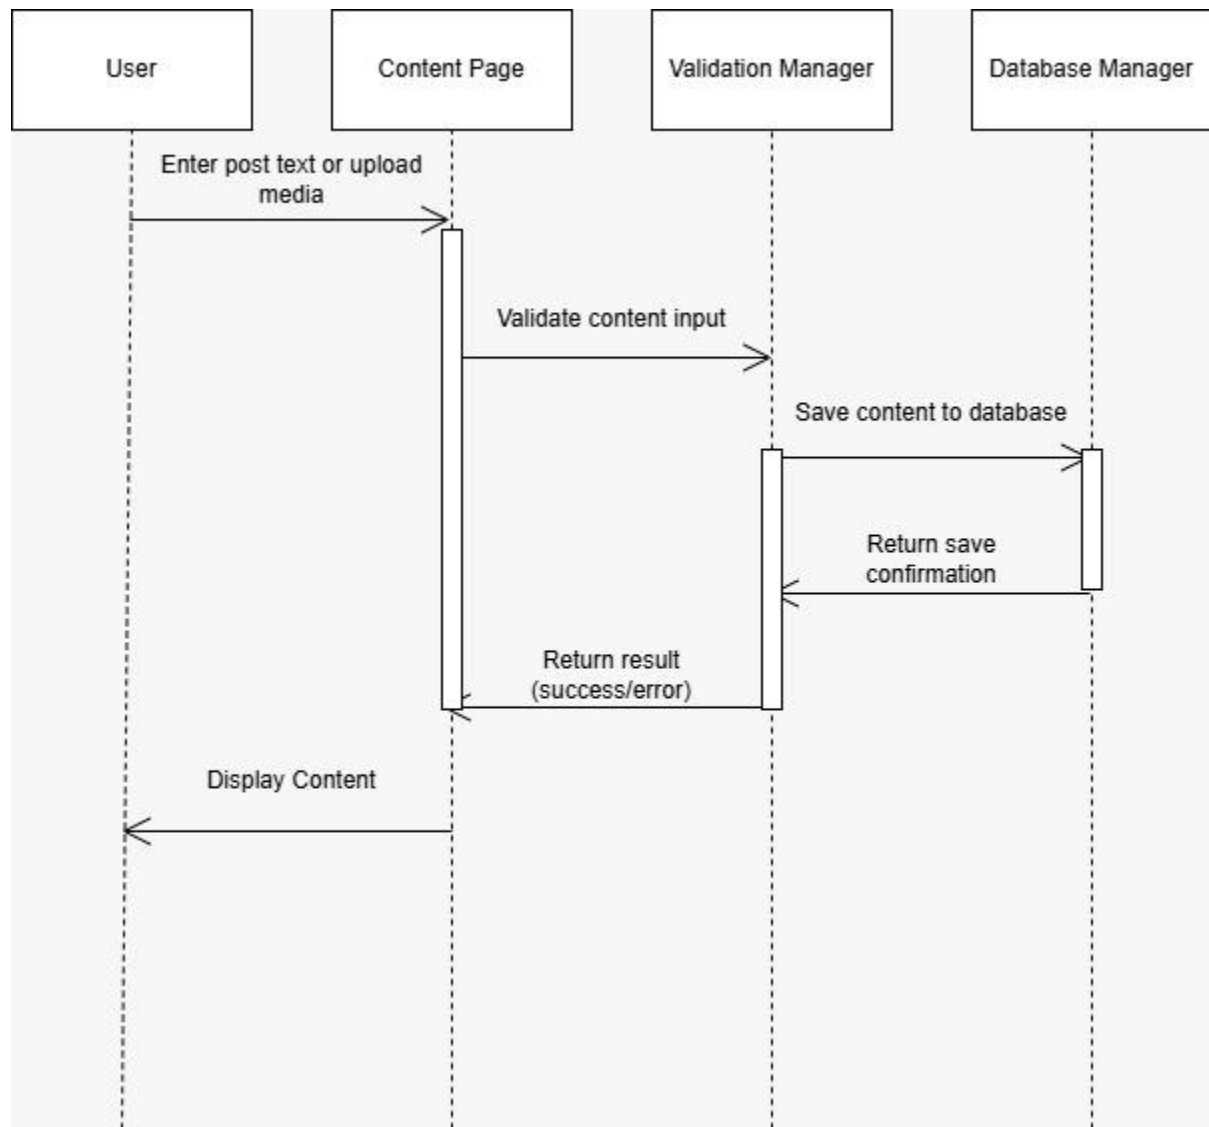 User
Content Page
Validation Manager
Database Manager
Enter post text or upload
media
Validate content input
Save content to database
Return save
confirmation
Return result
(success/error)
Display Content